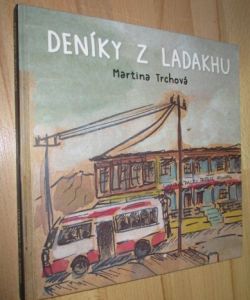 DENÍKY Z LADAKHU
Martina Trchová